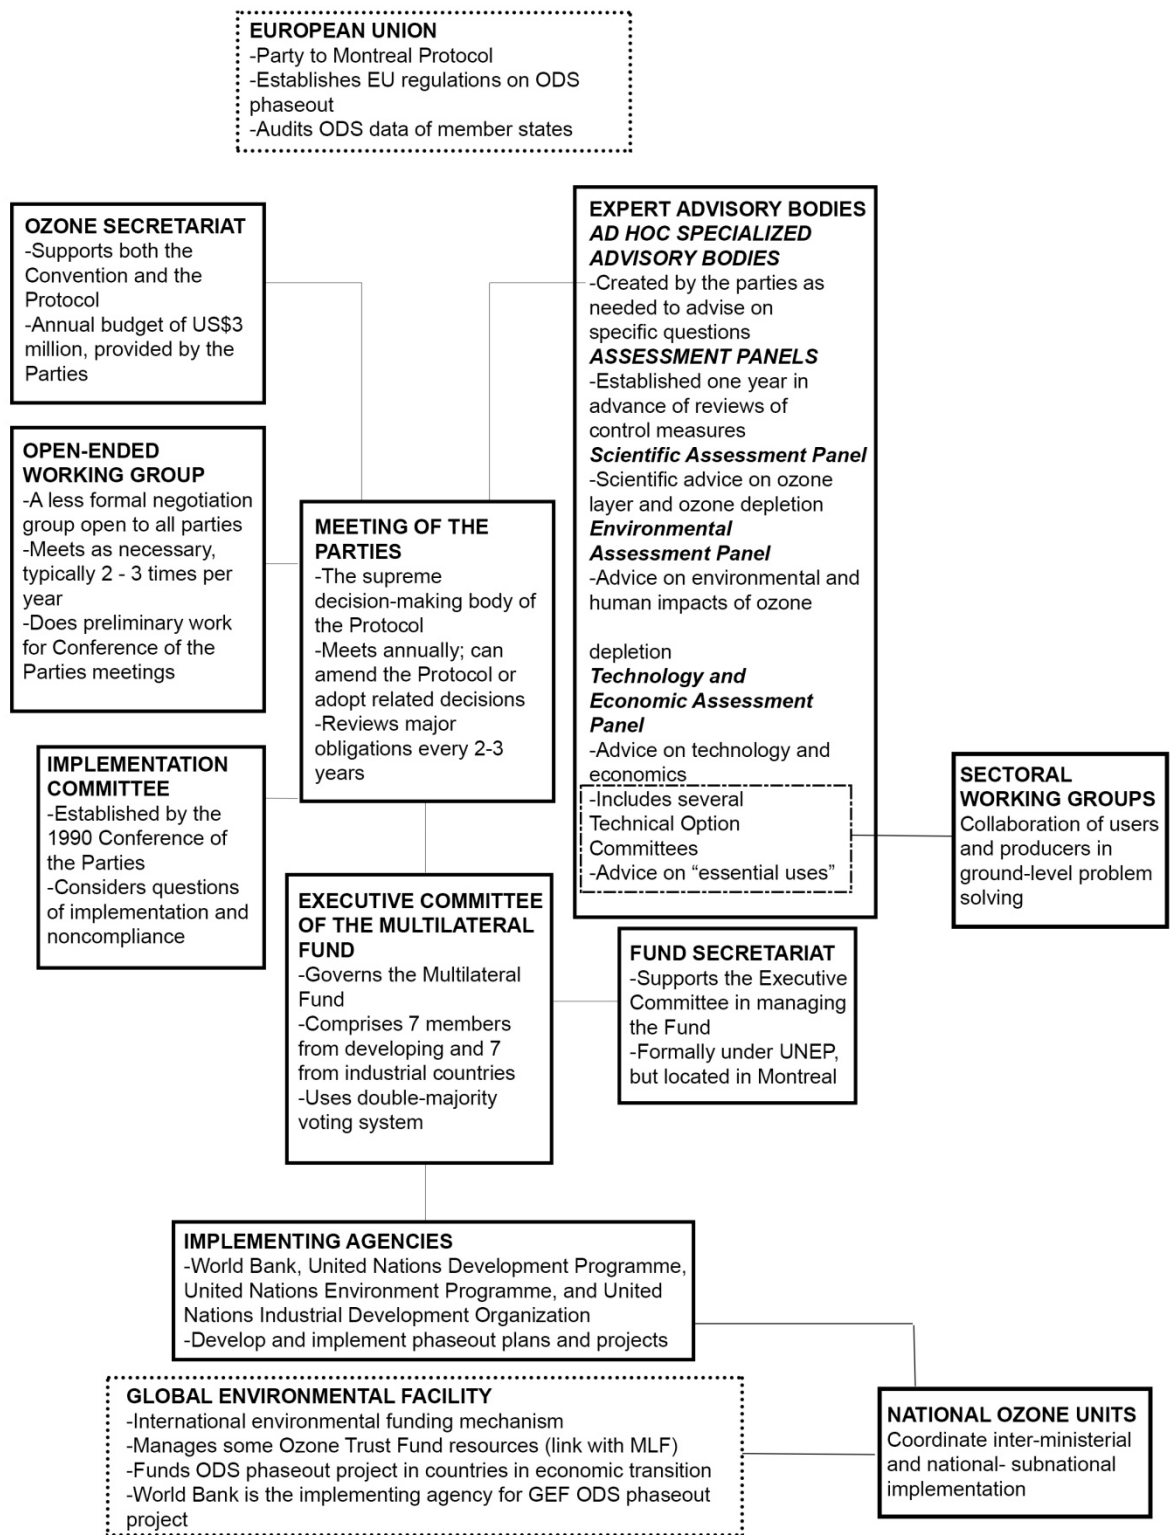 EUROPEAN UNION
-Party to Montreal Protocol
-Establishes EU regulations on ODS
phaseout
-Audits ODS data of member states
OZONE SECRETARIAT
-Supports both the
Convention and the
Protocol
-Annual budget of US$3
million, provided by the
Parties
EXPERT ADVISORY BODIES
AD HOC SPECIALIZED
ADVISORY BODIES
-Created by the parties as
needed to advise on
specific questions
ASSESSMENT PANELS
-Established one year in
advance of reviews of
control measures
Scientific Assessment Panel
-Scientific advice on ozone
layer and ozone depletion
Environmental
Assessment Panel
-Advice on environmental and
human impacts of ozone
depletion
Technology and
Economic Assessment
Panel
-Advice on technology and
economics
-Includes several
Technical Option
Committees
-Advice on “essential uses”
OPEN-ENDED
WORKING GROUP
-A less formal negotiation
group open to all parties
-Meets as necessary,
typically 2 - 3 times per
year
-Does preliminary work
for Conference of the
Parties meetings
MEETING OF THE
PARTIES
-The supreme
decision-making body of
the Protocol
-Meets annually; can
amend the Protocol or
adopt related decisions
-Reviews major
obligations every 2-3
years
IMPLEMENTATION
COMMITTEE
-Established by the
1990 Conference of
the Parties
-Considers questions
of implementation and
noncompliance
SECTORAL
WORKING GROUPS
Collaboration of users
and producers in
ground-level problem
solving
EXECUTIVE COMMITTEE
OF THE MULTILATERAL
FUND
-Governs the Multilateral
Fund
-Comprises 7 members
from developing and 7
from industrial countries
-Uses double-majority
voting system
FUND SECRETARIAT
-Supports the Executive
Committee in managing
the Fund
-Formally under UNEP,
but located in Montreal
IMPLEMENTING AGENCIES
-World Bank, United Nations Development Programme,
United Nations Environment Programme, and United
Nations Industrial Development Organization
-Develop and implement phaseout plans and projects
GLOBAL ENVIRONMENTAL FACILITY
-International environmental funding mechanism
-Manages some Ozone Trust Fund resources (link with MLF)
-Funds ODS phaseout project in countries in economic transition
-World Bank is the implementing agency for GEF ODS phaseout
project
NATIONAL OZONE UNITS
Coordinate inter-ministerial
and national- subnational
implementation